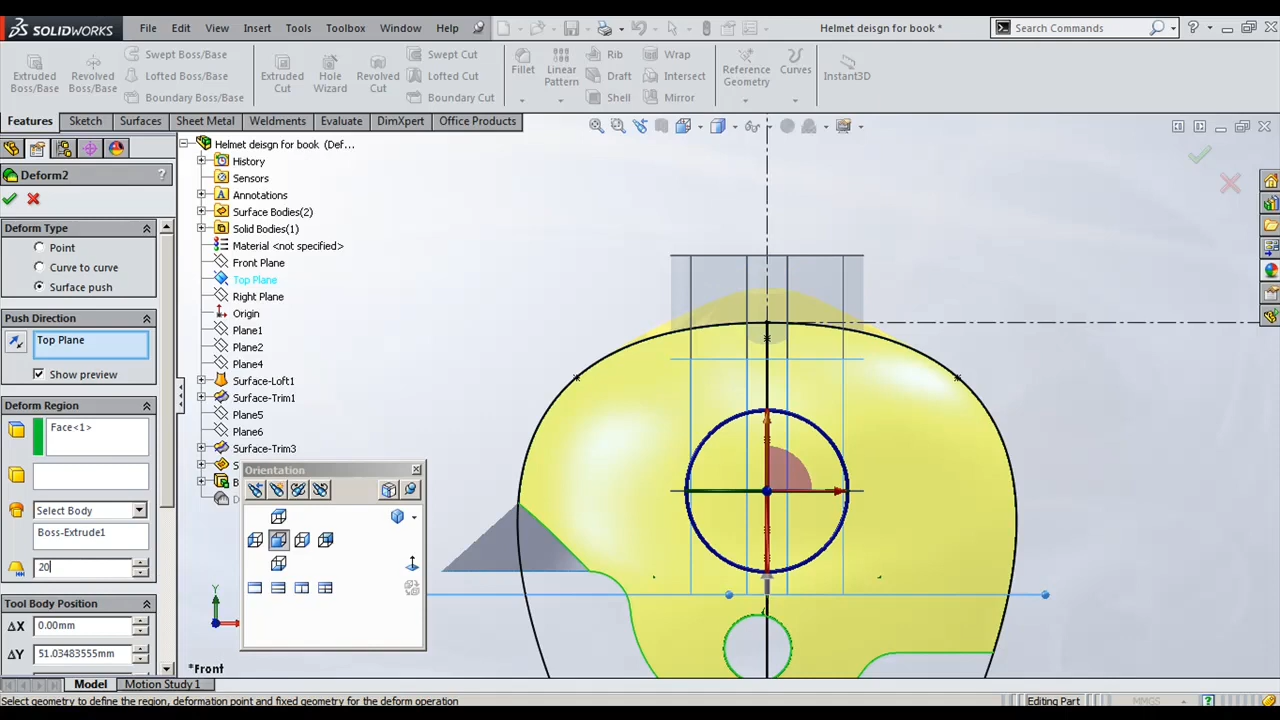 SOLIDWORKS File Edit View Insert Tools Toolbox Window Help Helmet deisgn for book * Search Commands
Extruded Boss/Base Revolved Boss/Base Swept Boss/Base Lofted Boss/Base Boundary Boss/Base
Extruded Cut Hole Wizard Revolved Cut Swept Cut Lofted Cut Boundary Cut
Fillet Linear Pattern Rib Draft Shell Wrap Intersect Mirror
Reference Geometry Curves Instant3D
Features Sketch Surfaces Sheet Metal Weldments Evaluate DimXpert Office Products
Deform2 ?
Deform Type
Point
Curve to curve
Surface push
Push Direction
Top Plane
Show preview
Deform Region
Face<1>
Select Body
Boss-Extrude1
20
Tool Body Position
ΔX 0.00mm
ΔY 51.03483555mm
Helmet deisgn for book (Def...
History
Sensors
Annotations
Surface Bodies(2)
Solid Bodies(1)
Material <not specified>
Front Plane
Top Plane
Right Plane
Origin
Plane1
Plane2
Plane4
Surface-Loft1
Surface-Trim1
Plane5
Plane6
Surface-Trim3
S
B
D
Orientation
Y
*Front
Model Motion Study 1
Select geometry to define the region, deformation point and fixed geometry for the deform operation Editing Part MMGS